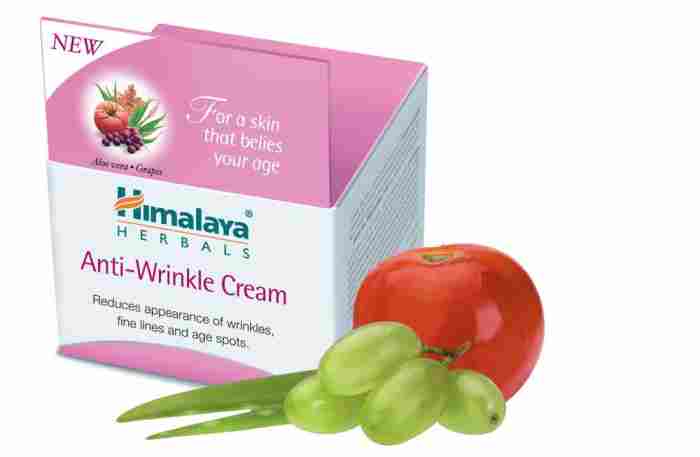 NEW
Aloe vera • Grapes
For a skin
that belies
your age
Himalaya®
HERBALS
Anti-Wrinkle Cream
Reduces appearance of wrinkles,
fine lines and age spots.